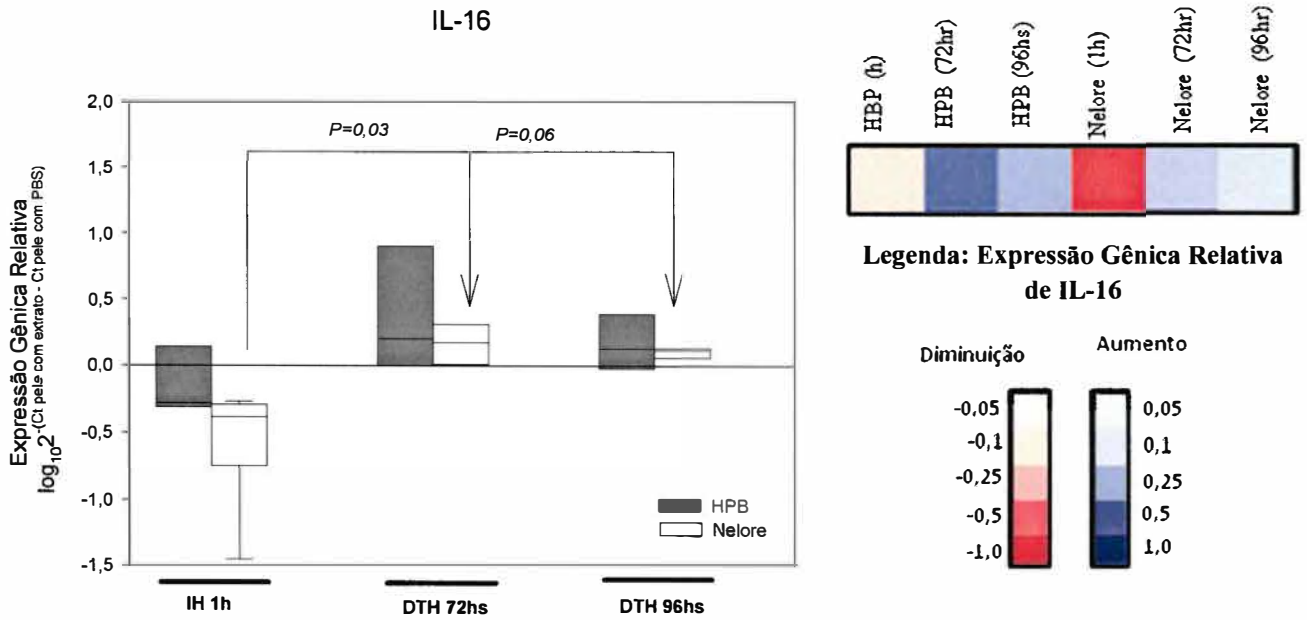 IL-16
2,0
1,5
1,0
0,5
0,0
-0,5
-1,0
-1,5
Expressão Gênica Relativa
log10 2-(Ct pele com extrato - Ct pele com PBS)
P=0,03
P=0,06
HPB
Nelore
IH 1h
DTH 72hs
DTH 96hs
HBP (h)
HPB (72hr)
HPB (96hs)
Nelore (1h)
Nelore (72hr)
Nelore (96hr)
Legenda: Expressão Gênica Relativa
de IL-16
Diminuição
-0,05
-0,1
-0,25
-0,5
-1,0
Aumento
0,05
0,1
0,25
0,5
1,0